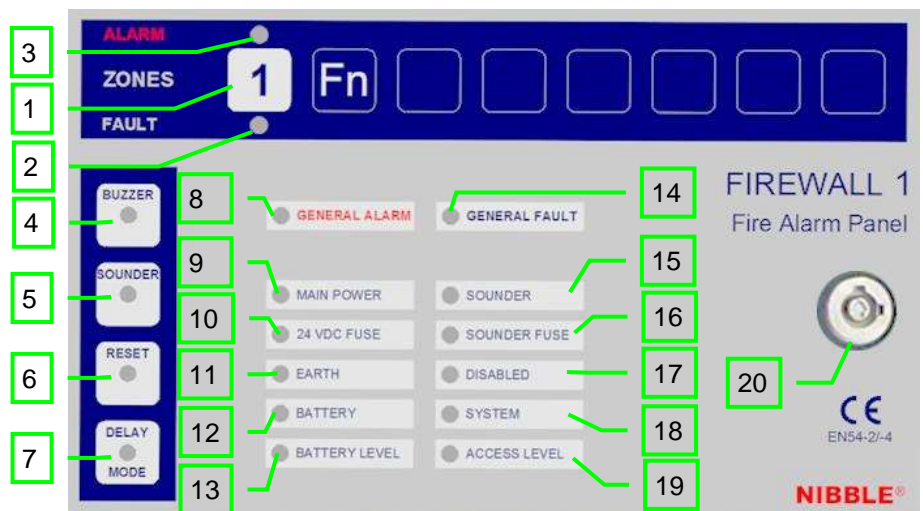 3
ALARM
1
ZONES
1 Fn
FAULT
2
4
BUZZER
8
GENERAL ALARM
GENERAL FAULT
14
FIREWALL 1
Fire Alarm Panel
5
SOUNDER
9
MAIN POWER
SOUNDER
15
10
24 VDC FUSE
SOUNDER FUSE
16
6
RESET
11
EARTH
DISABLED
17
20
7
DELAY
MODE
12
BATTERY
SYSTEM
18
CE
EN54-2/-4
13
BATTERY LEVEL
ACCESS LEVEL
19
NIBBLE®